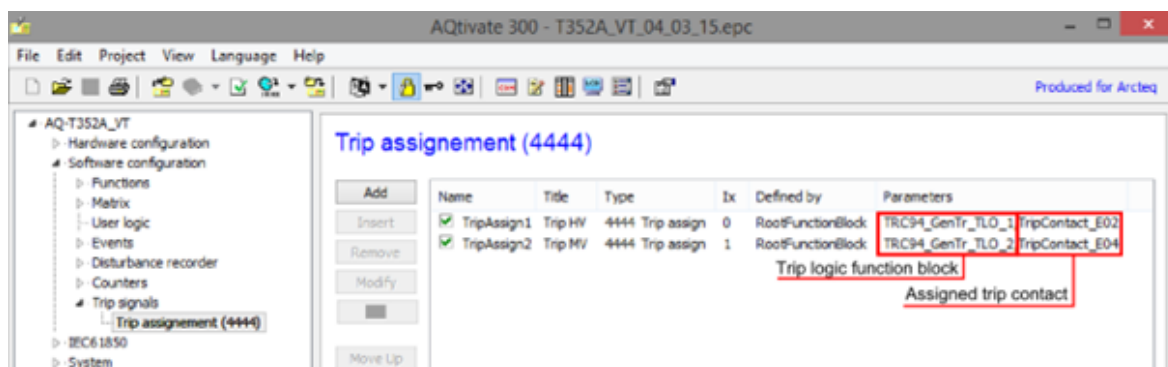 AQtivate 300 - T352A_VT_04_03_15.epc
File Edit Project View Language Help
Produced for Arcteq
AQ-T352A_VT
Hardware configuration
Software configuration
Functions
Matrix
User logic
Events
Disturbance recorder
Counters
Trip signals
Trip assignement (4444)
IEC61850
System
Trip assignement (4444)
Add
Insert
Remove
Modify
Move Up
Name Title Type Ix Defined by Parameters
TripAssign1 Trip HV 4444 Trip assign 0 RootFunctionBlock TRC94_GenTr_TLO_1 TripContact_E02
TripAssign2 Trip MV 4444 Trip assign 1 RootFunctionBlock TRC94_GenTr_TLO_2 TripContact_E04
Trip logic function block
Assigned trip contact